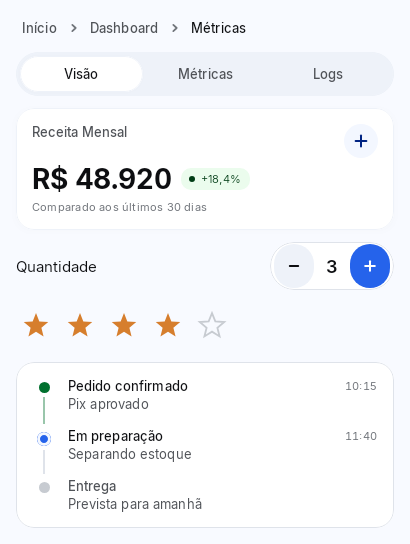 Início > Dashboard > Métricas
Visão Métricas Logs
Receita Mensal
R$ 48.920 +18,4%
Comparado aos últimos 30 dias
Quantidade − 3 +
Pedido confirmado 10:15
Pix aprovado
Em preparação 11:40
Separando estoque
Entrega
Prevista para amanhã